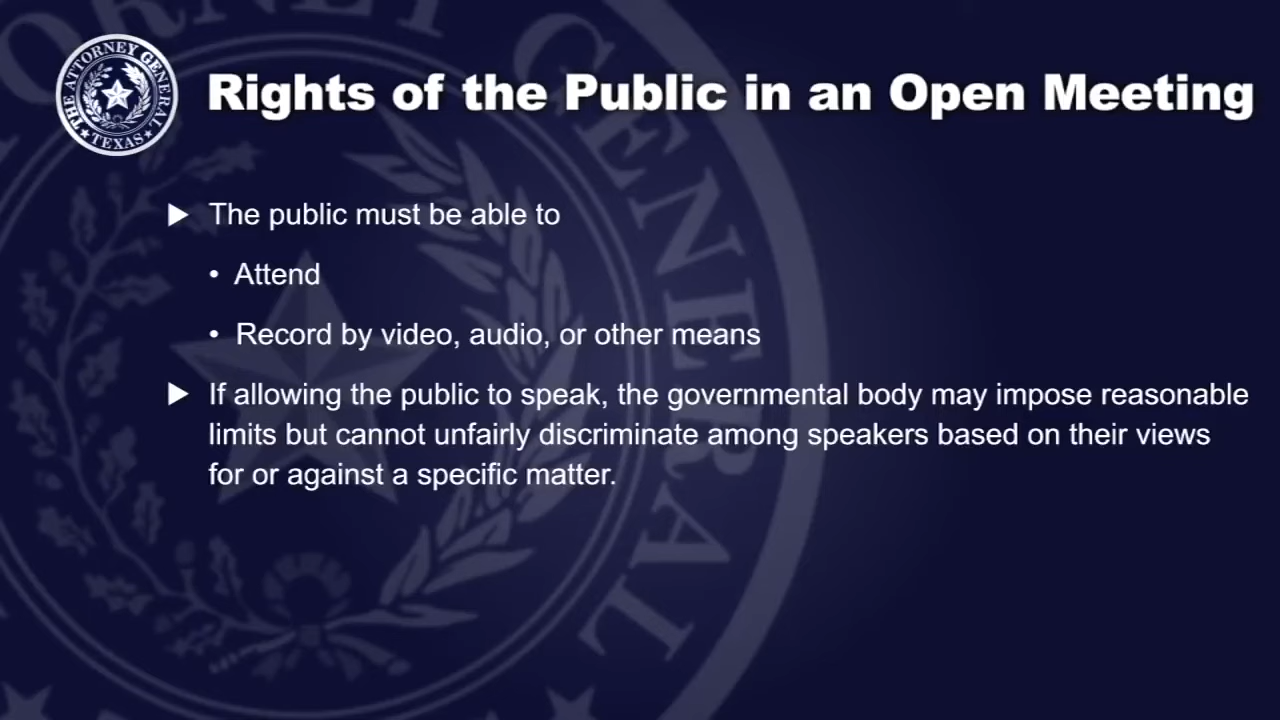 THE ATTORNEY GENERAL
TEXAS
Rights of the Public in an Open Meeting
The public must be able to
• Attend
• Record by video, audio, or other means
If allowing the public to speak, the governmental body may impose reasonable
limits but cannot unfairly discriminate among speakers based on their views
for or against a specific matter.
ORNEY GENERAL